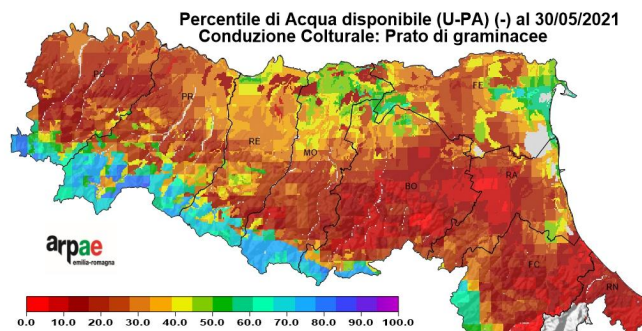 Percentile di Acqua disponibile (U-PA) (-) al 30/05/2021
Conduzione Colturale: Prato di graminacee
PC
PR
RE
MO
BO
FE
RA
FC
RN
arpae
emilia-romagna
0.0 10.0 20.0 30.0 40.0 50.0 60.0 70.0 80.0 90.0 100.0